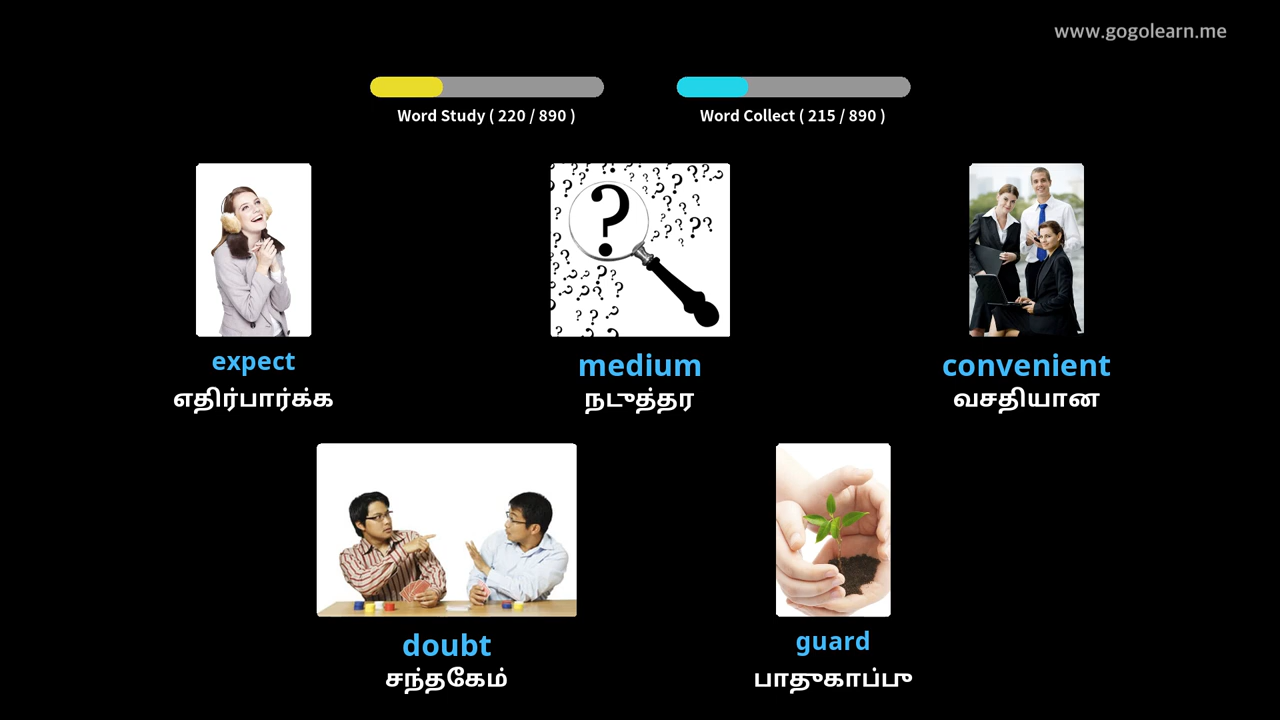 www.gogolearn.me
Word Study ( 220 / 890 )
Word Collect ( 215 / 890 )
expect
எதிர்பார்க்க
medium
நடுத்தர
convenient
வசதியான
doubt
சந்தகேம்
guard
பாதுகாப்பு